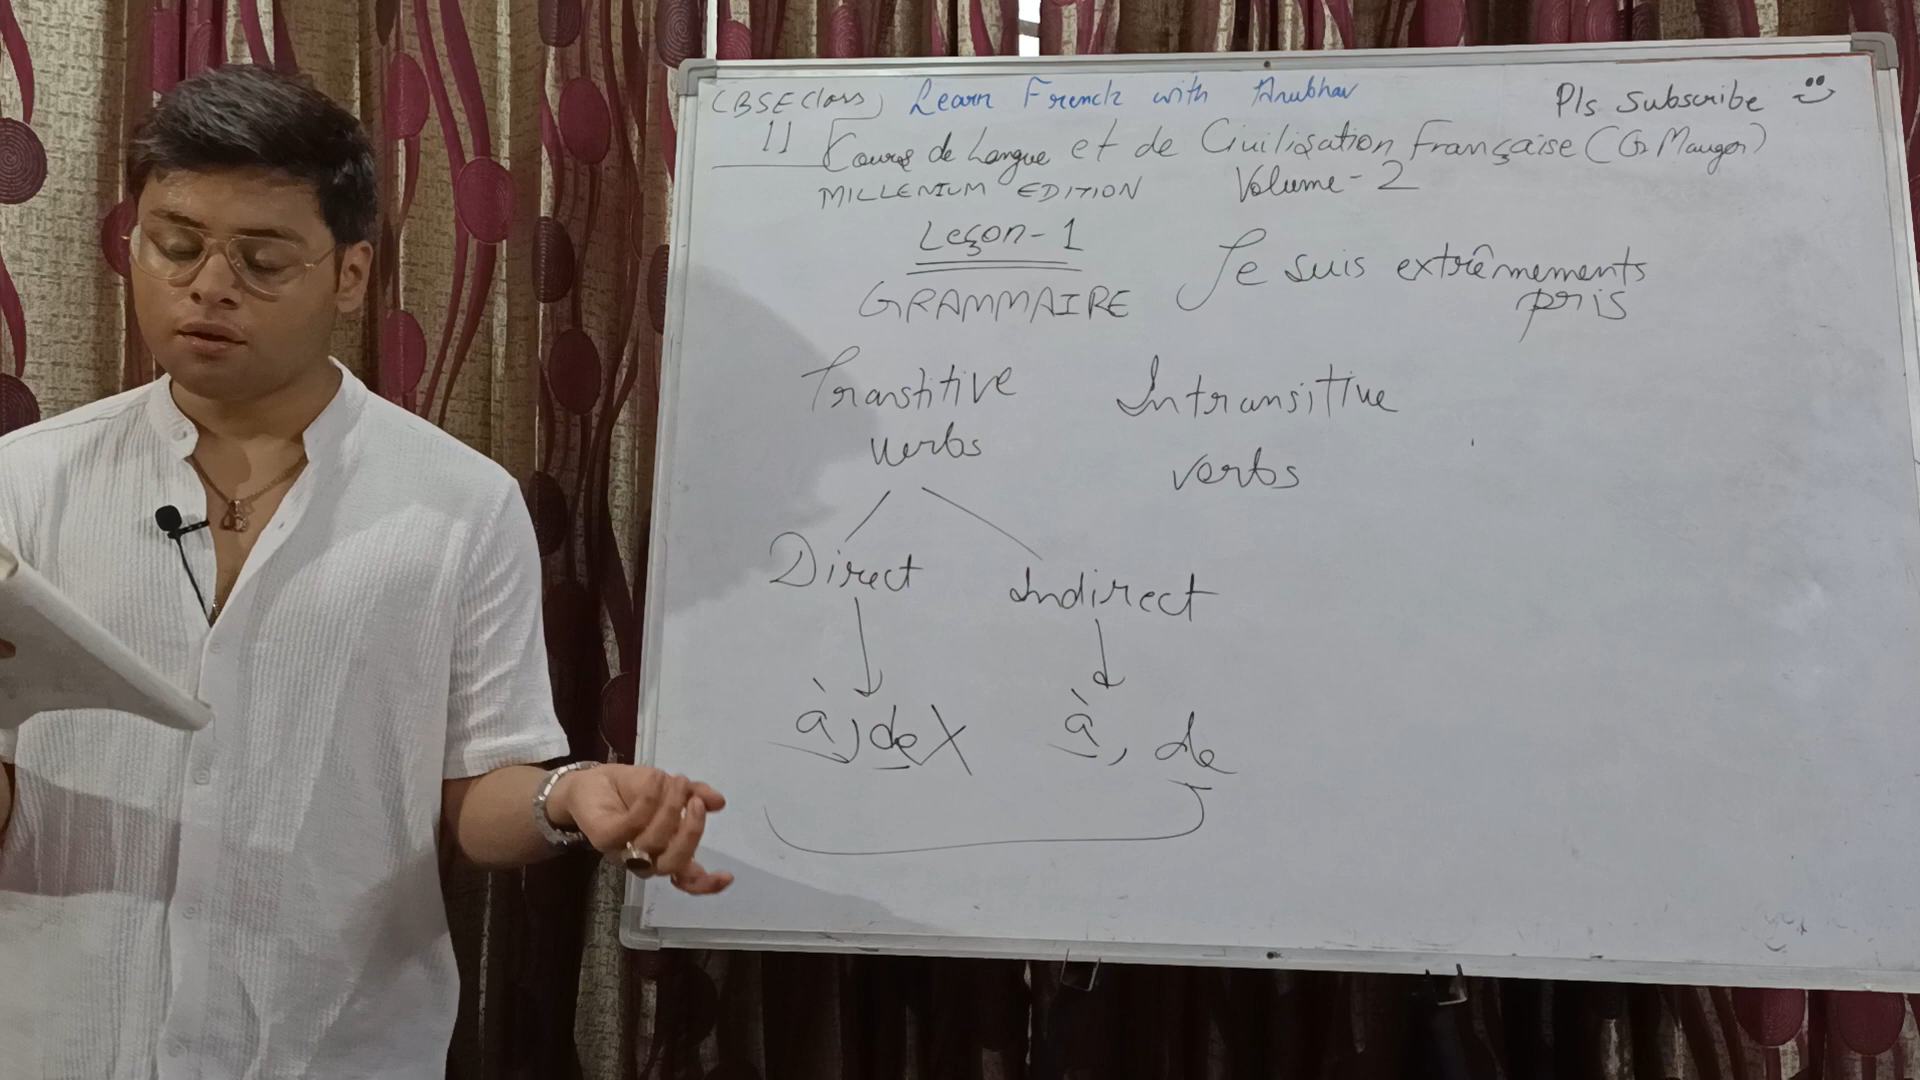 (CBSE Class) Learn French with Anubhav Pls Subscribe
11 Cours de Langue et de Civilisation Française (G Mauger)
MILLENIUM EDITION Volume-2
Leçon-1
GRAMMAIRE
Je suis extrêmements
pris
Transtitive
verbs
Intransitive
verbs
Direct
Indirect
à, de X
à, de